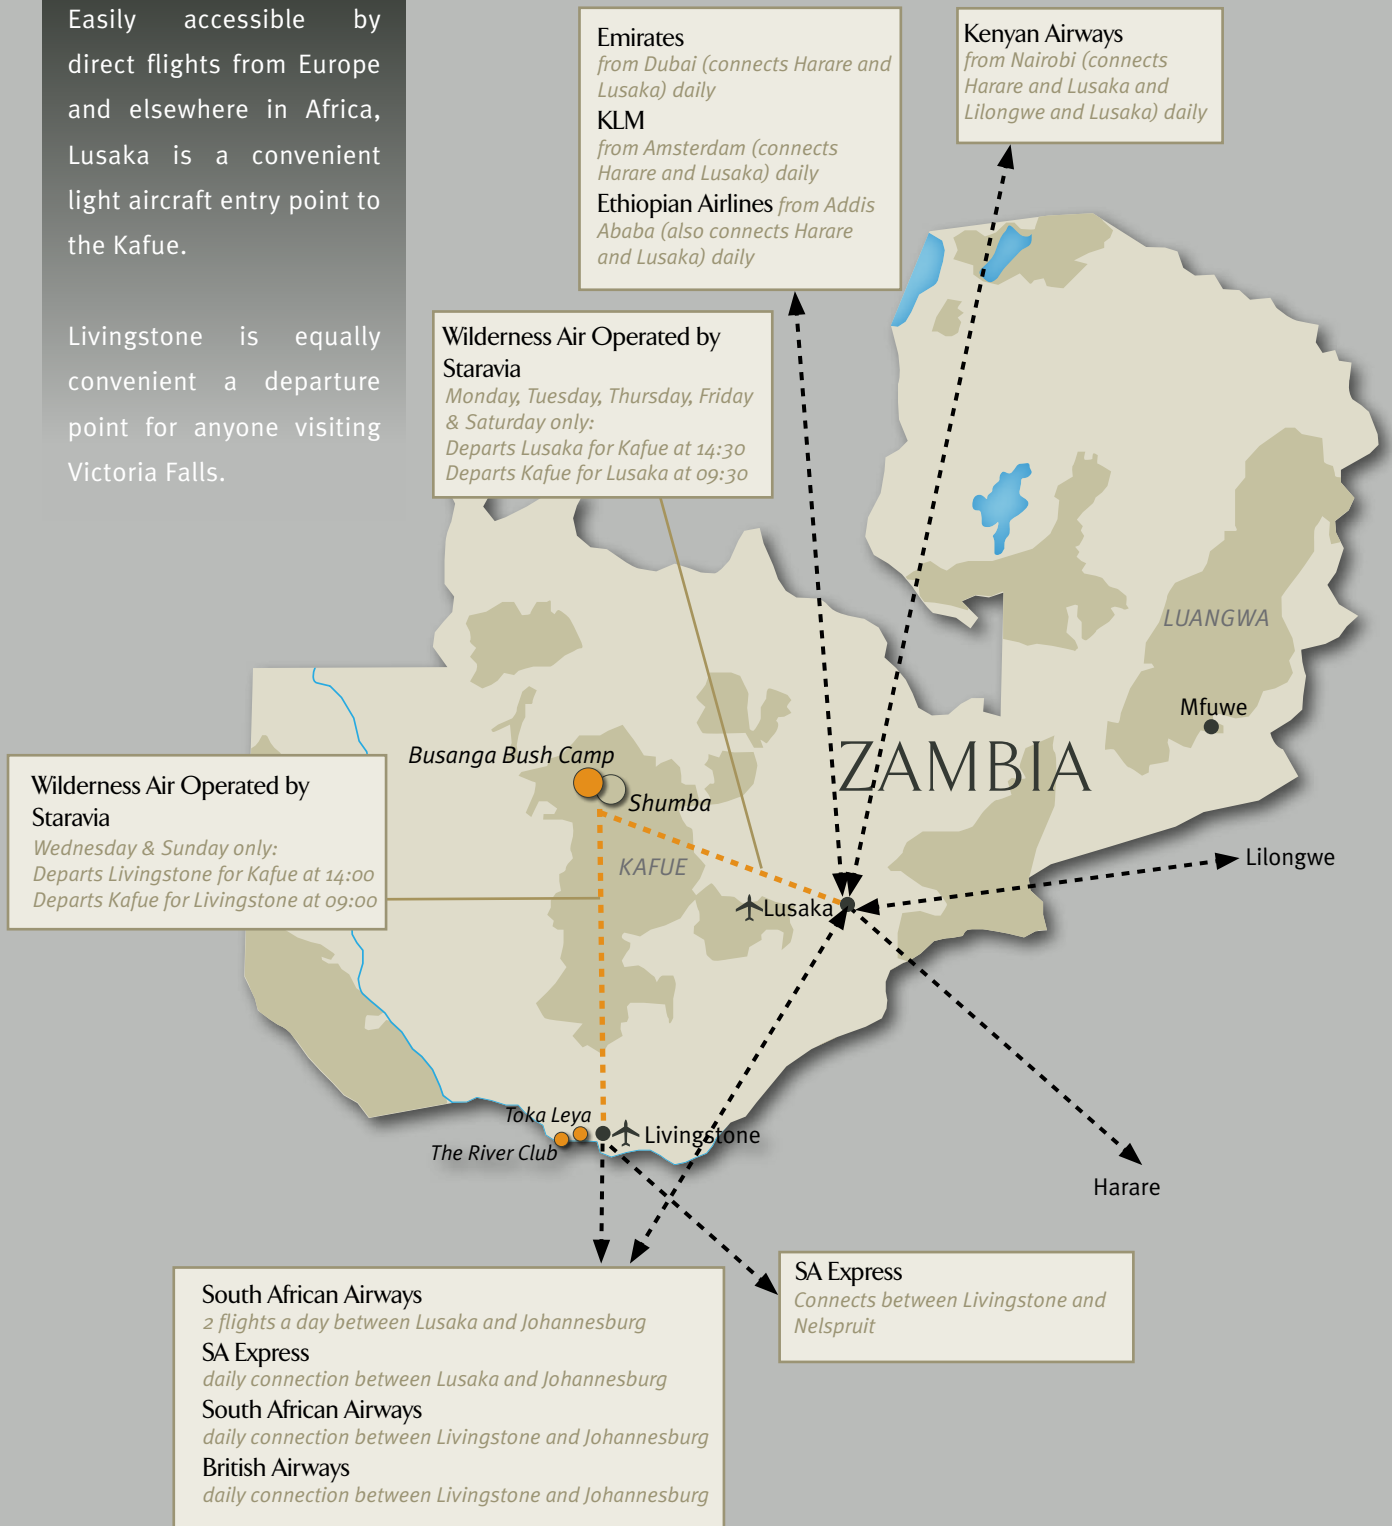 Easily accessible by
direct flights from Europe
and elsewhere in Africa,
Lusaka is a convenient
light aircraft entry point to
the Kafue.
Livingstone is equally
convenient a departure
point for anyone visiting
Victoria Falls.
Emirates
from Dubai (connects Harare and
Lusaka) daily
KLM
from Amsterdam (connects
Harare and Lusaka) daily
Ethiopian Airlines from Addis
Ababa (also connects Harare
and Lusaka) daily
Kenyan Airways
from Nairobi (connects
Harare and Lusaka and
Lilongwe and Lusaka) daily
Wilderness Air Operated by
Staravia
Monday, Tuesday, Thursday, Friday
& Saturday only:
Departs Lusaka for Kafue at 14:30
Departs Kafue for Lusaka at 09:30
LUANGWA
Mfuwe
ZAMBIA
Busanga Bush Camp
Shumba
KAFUE
Wilderness Air Operated by
Staravia
Wednesday & Sunday only:
Departs Livingstone for Kafue at 14:00
Departs Kafue for Livingstone at 09:00
Lusaka
Lilongwe
Toka Leya
Livingstone
The River Club
Harare
South African Airways
2 flights a day between Lusaka and Johannesburg
SA Express
daily connection between Lusaka and Johannesburg
South African Airways
daily connection between Livingstone and Johannesburg
British Airways
daily connection between Livingstone and Johannesburg
SA Express
Connects between Livingstone and
Nelspruit